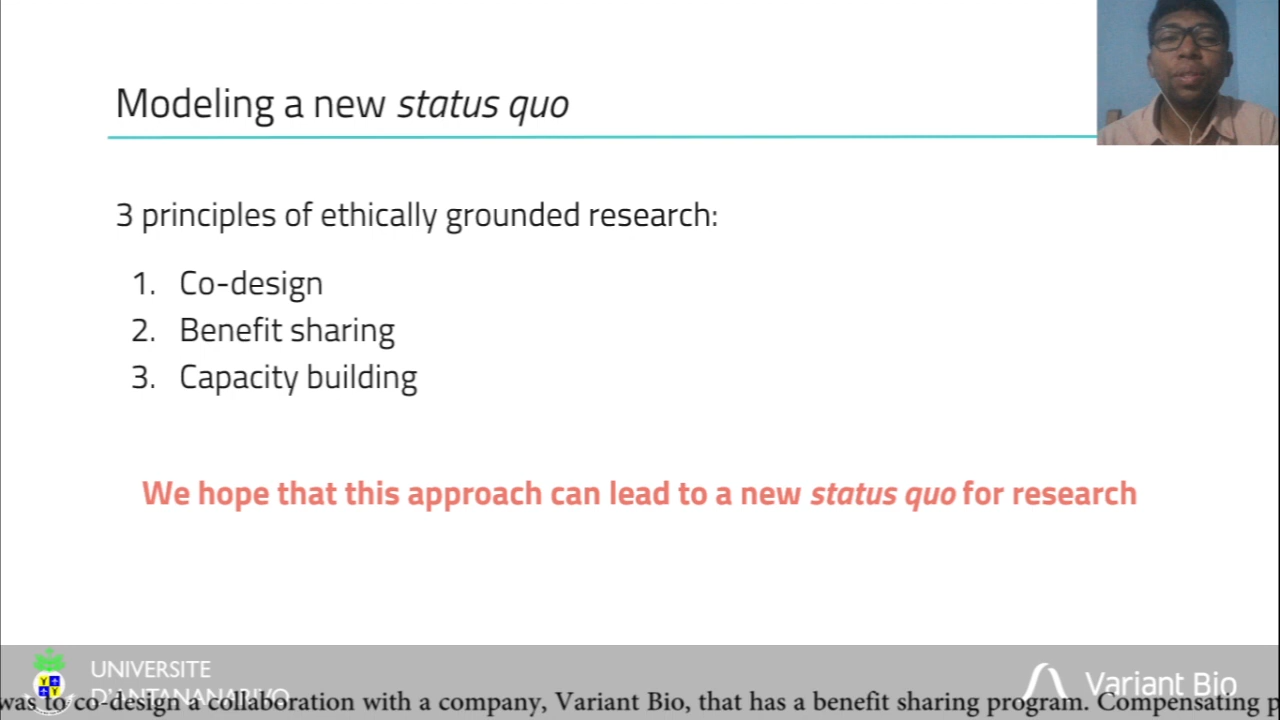 Modeling a new status quo
3 principles of ethically grounded research:
1. Co-design
2. Benefit sharing
3. Capacity building
We hope that this approach can lead to a new status quo for research
UNIVERSITE
D'ANTANANARIVO
Variant Bio
was to co-design a collaboration with a company, Variant Bio, that has a benefit sharing program. Compensating p